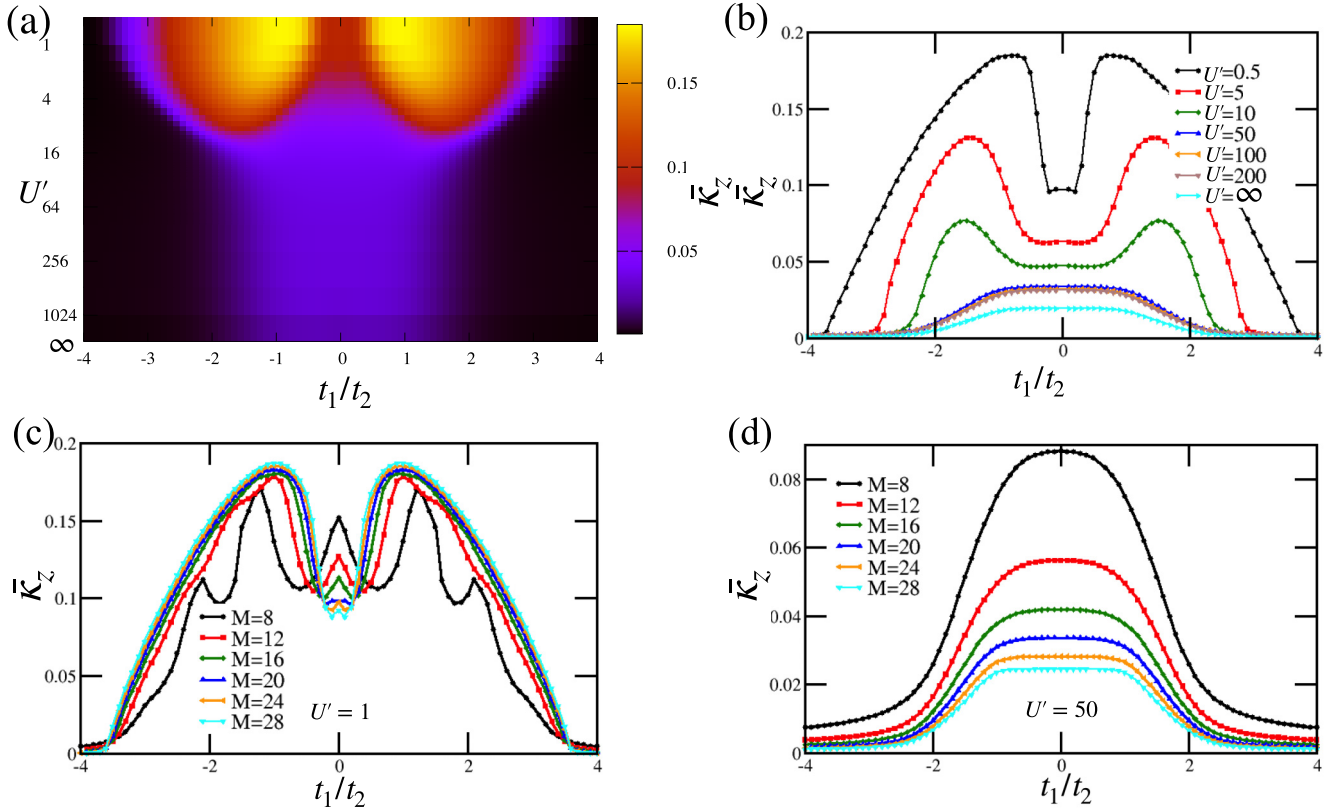 (a)
1
4
16
U′
64
256
1024
∞
-4 -3 -2 -1 0 1 2 3 4
t₁/t₂
0.15
0.1
0.05
κ̄_z
(b)
0.2
0.15
0.1
0.05
0
κ̄_z
-4 -2 0 2 4
t₁/t₂
U′=0.5
U′=5
U′=10
U′=50
U′=100
U′=200
U′=∞
(c)
0.2
0.15
0.1
0.05
0
κ̄_z
M=8
M=12
M=16
M=20
M=24
M=28
U′ = 1
-4 -2 0 2 4
t₁/t₂
(d)
0.08
0.06
0.04
0.02
0
κ̄_z
M=8
M=12
M=16
M=20
M=24
M=28
U′ = 50
-4 -2 0 2 4
t₁/t₂